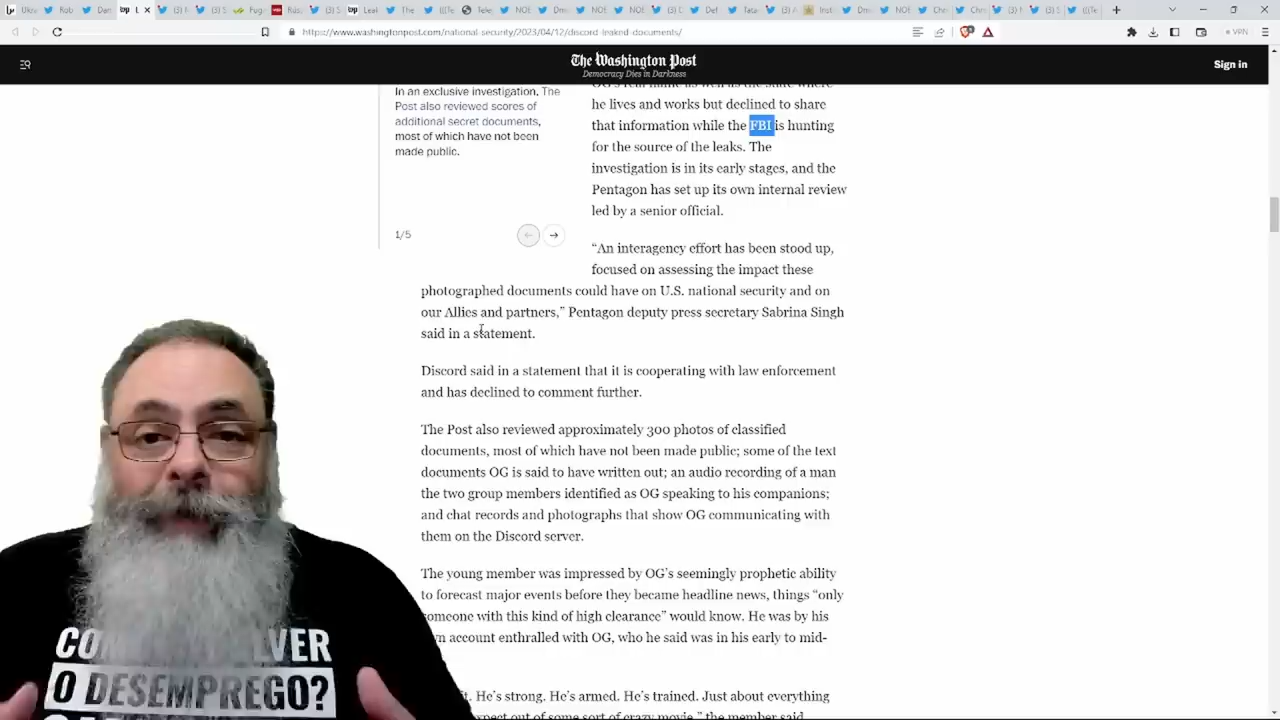 https://www.washingtonpost.com/national-security/2023/04/12/discord-leaked-documents/
VPN
The Washington Post
Democracy Dies in Darkness
Sign in
In an exclusive investigation, The
Post also reviewed scores of
additional secret documents,
most of which have not been
made public.
1/5
he lives and works but declined to share
that information while the FBI is hunting
for the source of the leaks. The
investigation is in its early stages, and the
Pentagon has set up its own internal review
led by a senior official.
“An interagency effort has been stood up,
focused on assessing the impact these
photographed documents could have on U.S. national security and on
our Allies and partners,” Pentagon deputy press secretary Sabrina Singh
said in a statement.
Discord said in a statement that it is cooperating with law enforcement
and has declined to comment further.
The Post also reviewed approximately 300 photos of classified
documents, most of which have not been made public; some of the text
documents OG is said to have written out; an audio recording of a man
the two group members identified as OG speaking to his companions;
and chat records and photographs that show OG communicating with
them on the Discord server.
The young member was impressed by OG’s seemingly prophetic ability
to forecast major events before they became headline news, things “only
someone with this kind of high clearance” would know. He was by his
account enthralled with OG, who he said was in his early to mid-
He’s strong. He’s armed. He’s trained. Just about everything
expect out of some sort of crazy movie,” the member said
O DESEMPREGO?